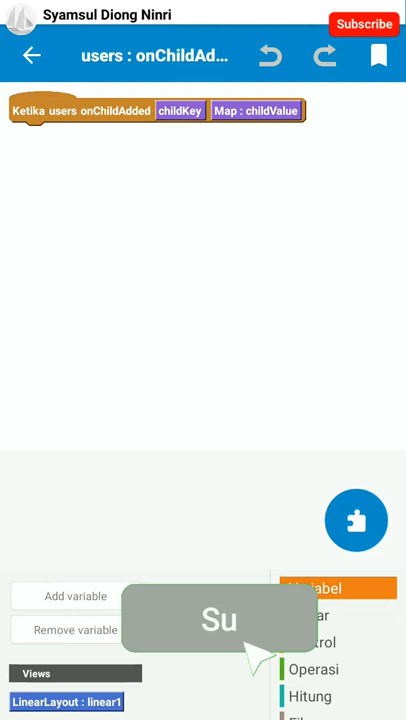 Syamsul Diong Ninri
Subscribe
users : onChildAd...
Ketika users onChildAdded childKey Map : childValue
Add variable
Remove variable
Su
Operasi
Hitung
Views
LinearLayout : linear1